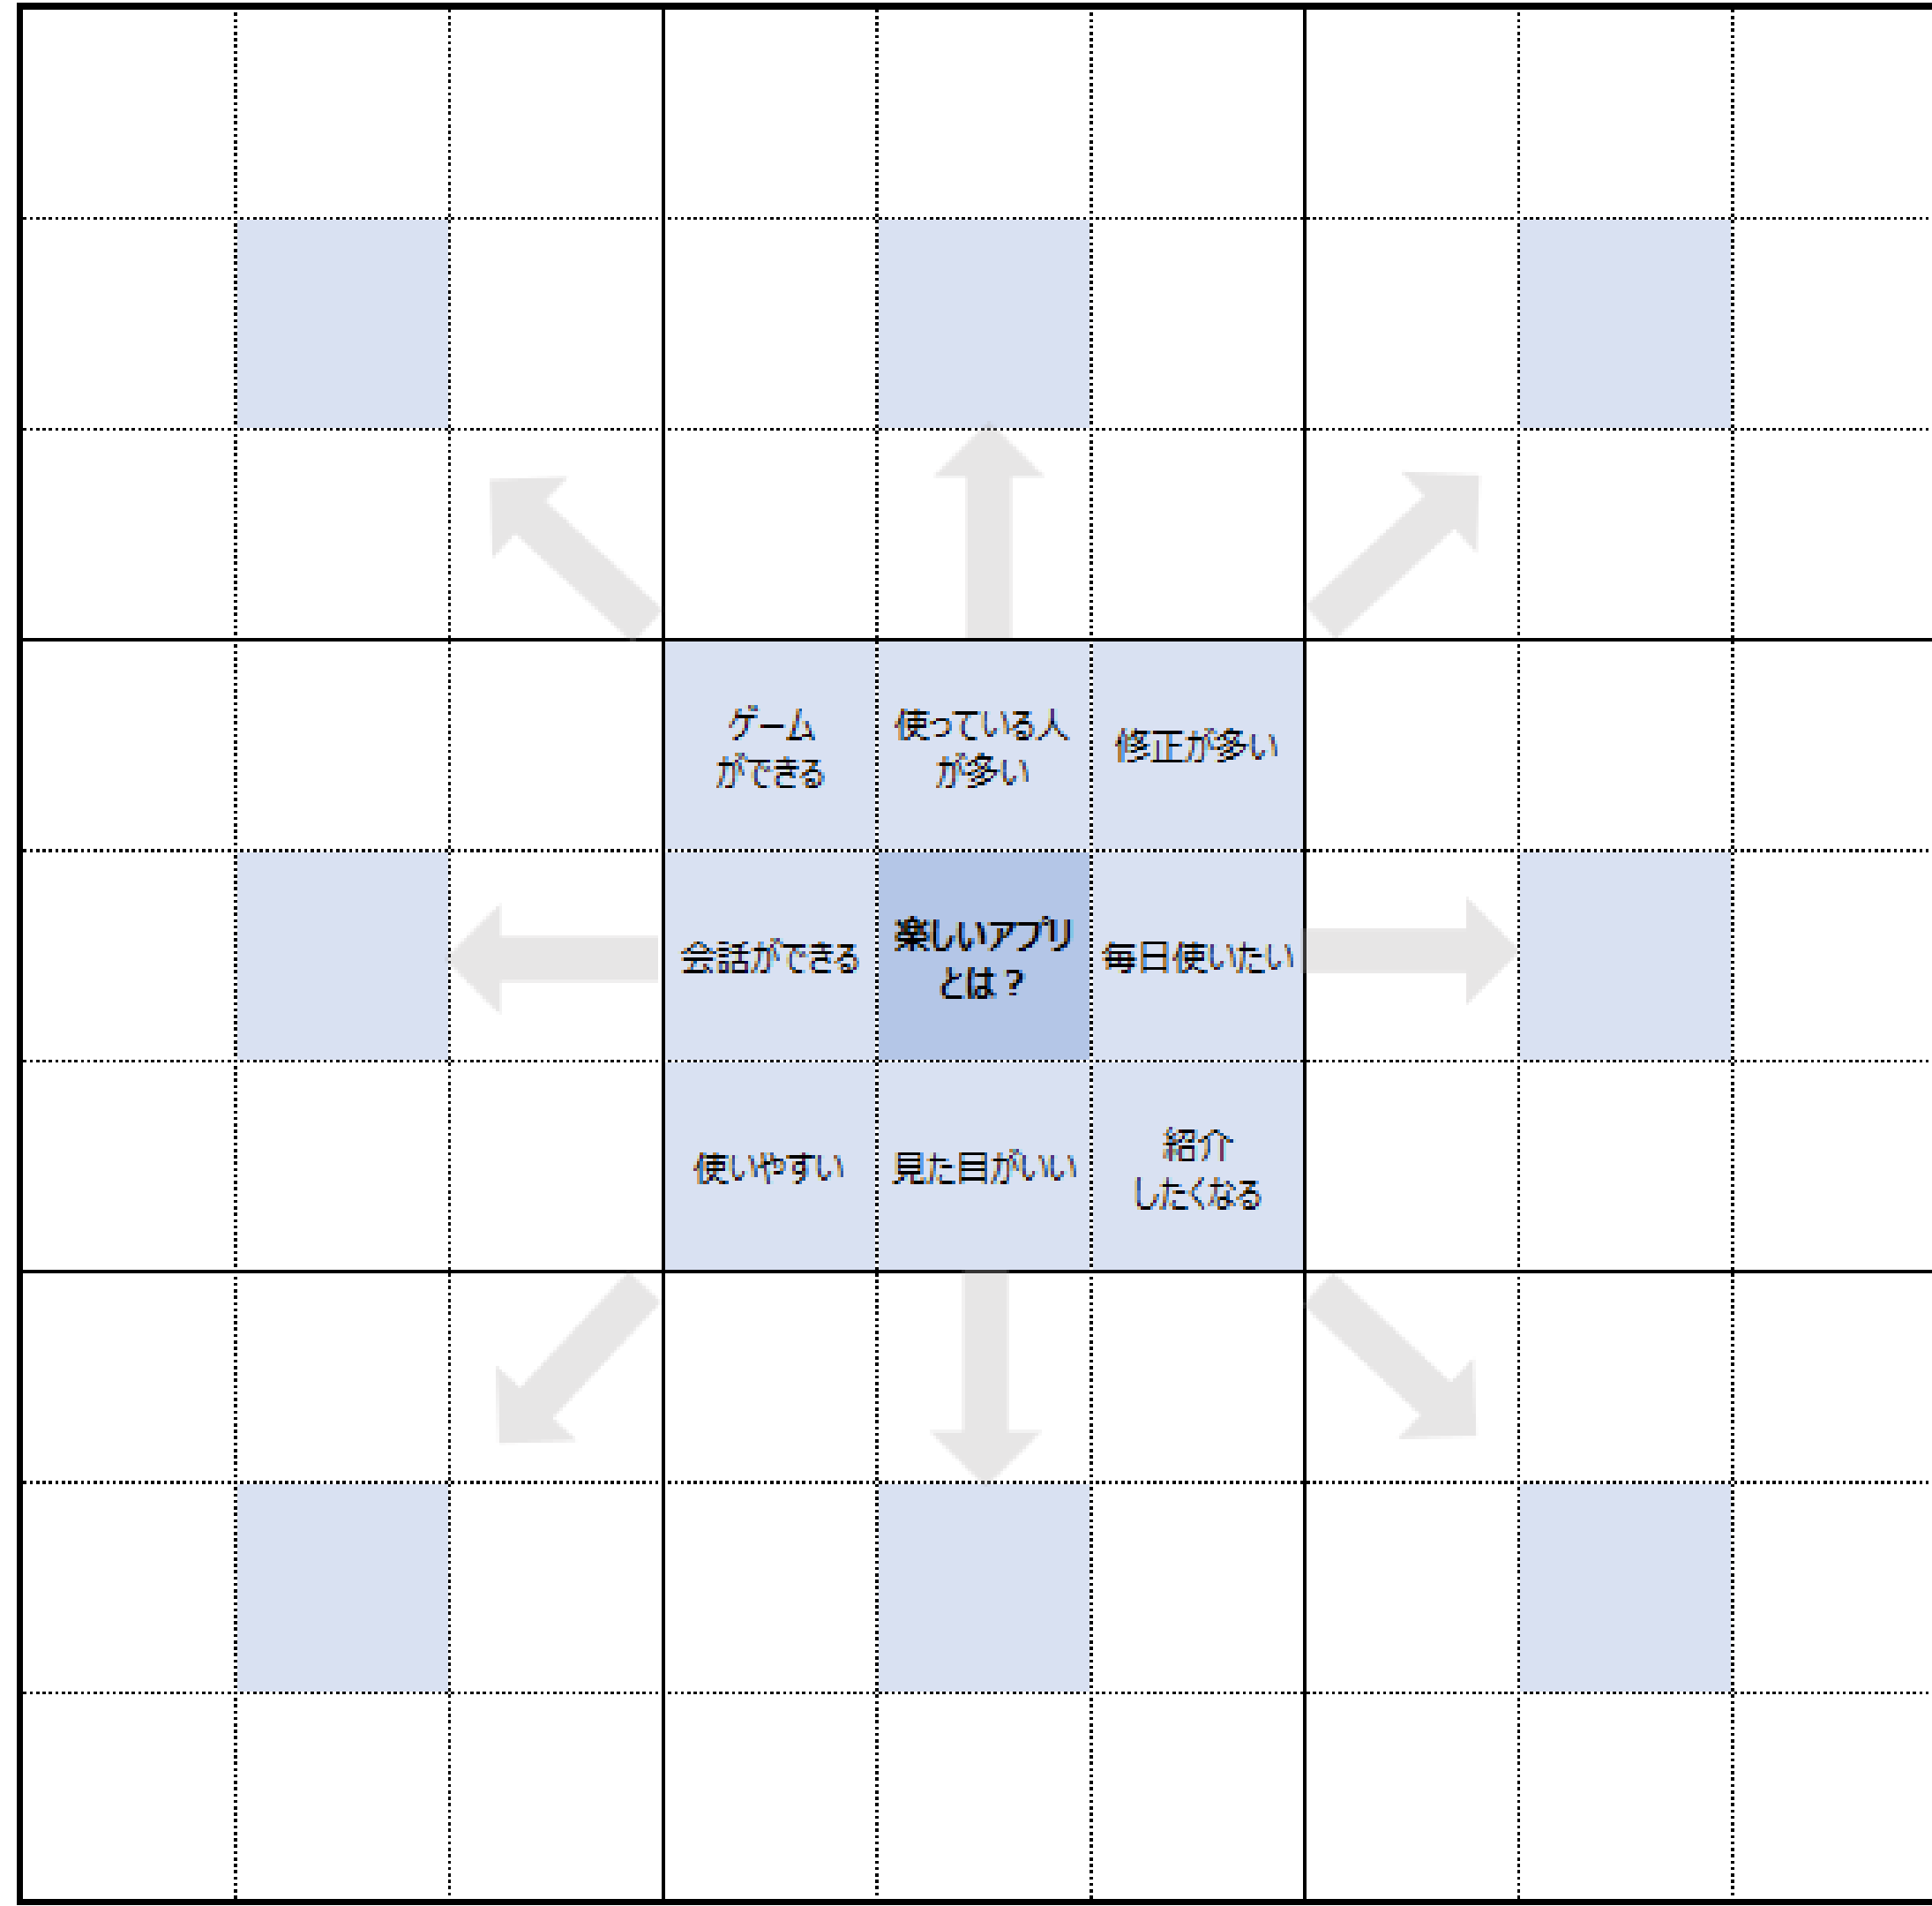 ゲーム
ができる
使っている人
が多い
修正が多い
会話ができる
楽しいアプリ
とは？
毎日使いたい
使いやすい
見た目がいい
紹介
したくなる